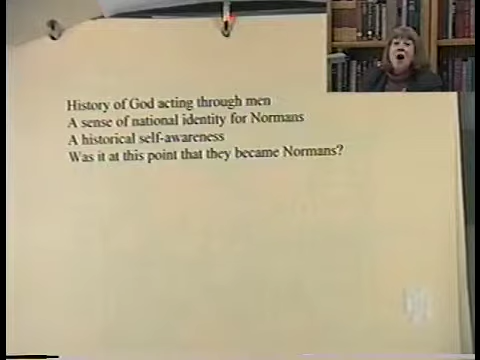 History of God acting through men
A sense of national identity for Normans
A historical self-awareness
Was it at this point that they became Normans?